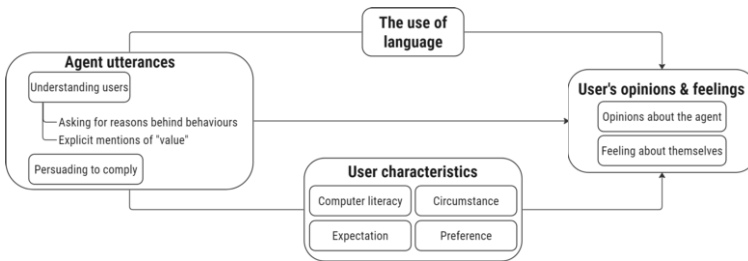 The use of
language
Agent utterances
Understanding users
Asking for reasons behind behaviours
Explicit mentions of "value"
Persuading to comply
User's opinions & feelings
Opinions about the agent
Feeling about themselves
User characteristics
Computer literacy
Circumstance
Expectation
Preference